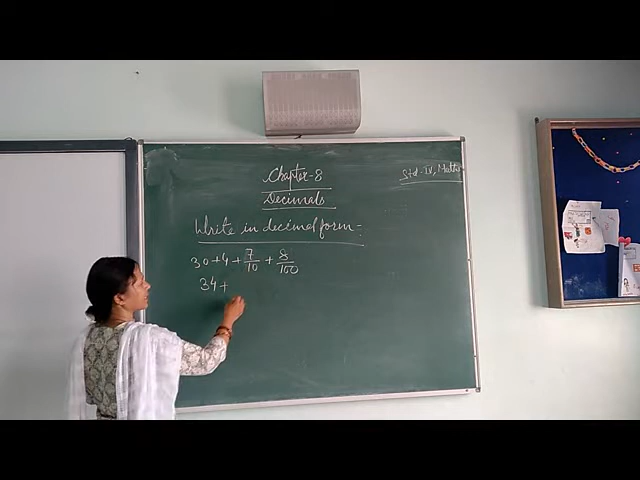 Chapter-8
Std-IV, Maths
Decimals
Write in decimal form:
30+4+7/10+8/100
34+